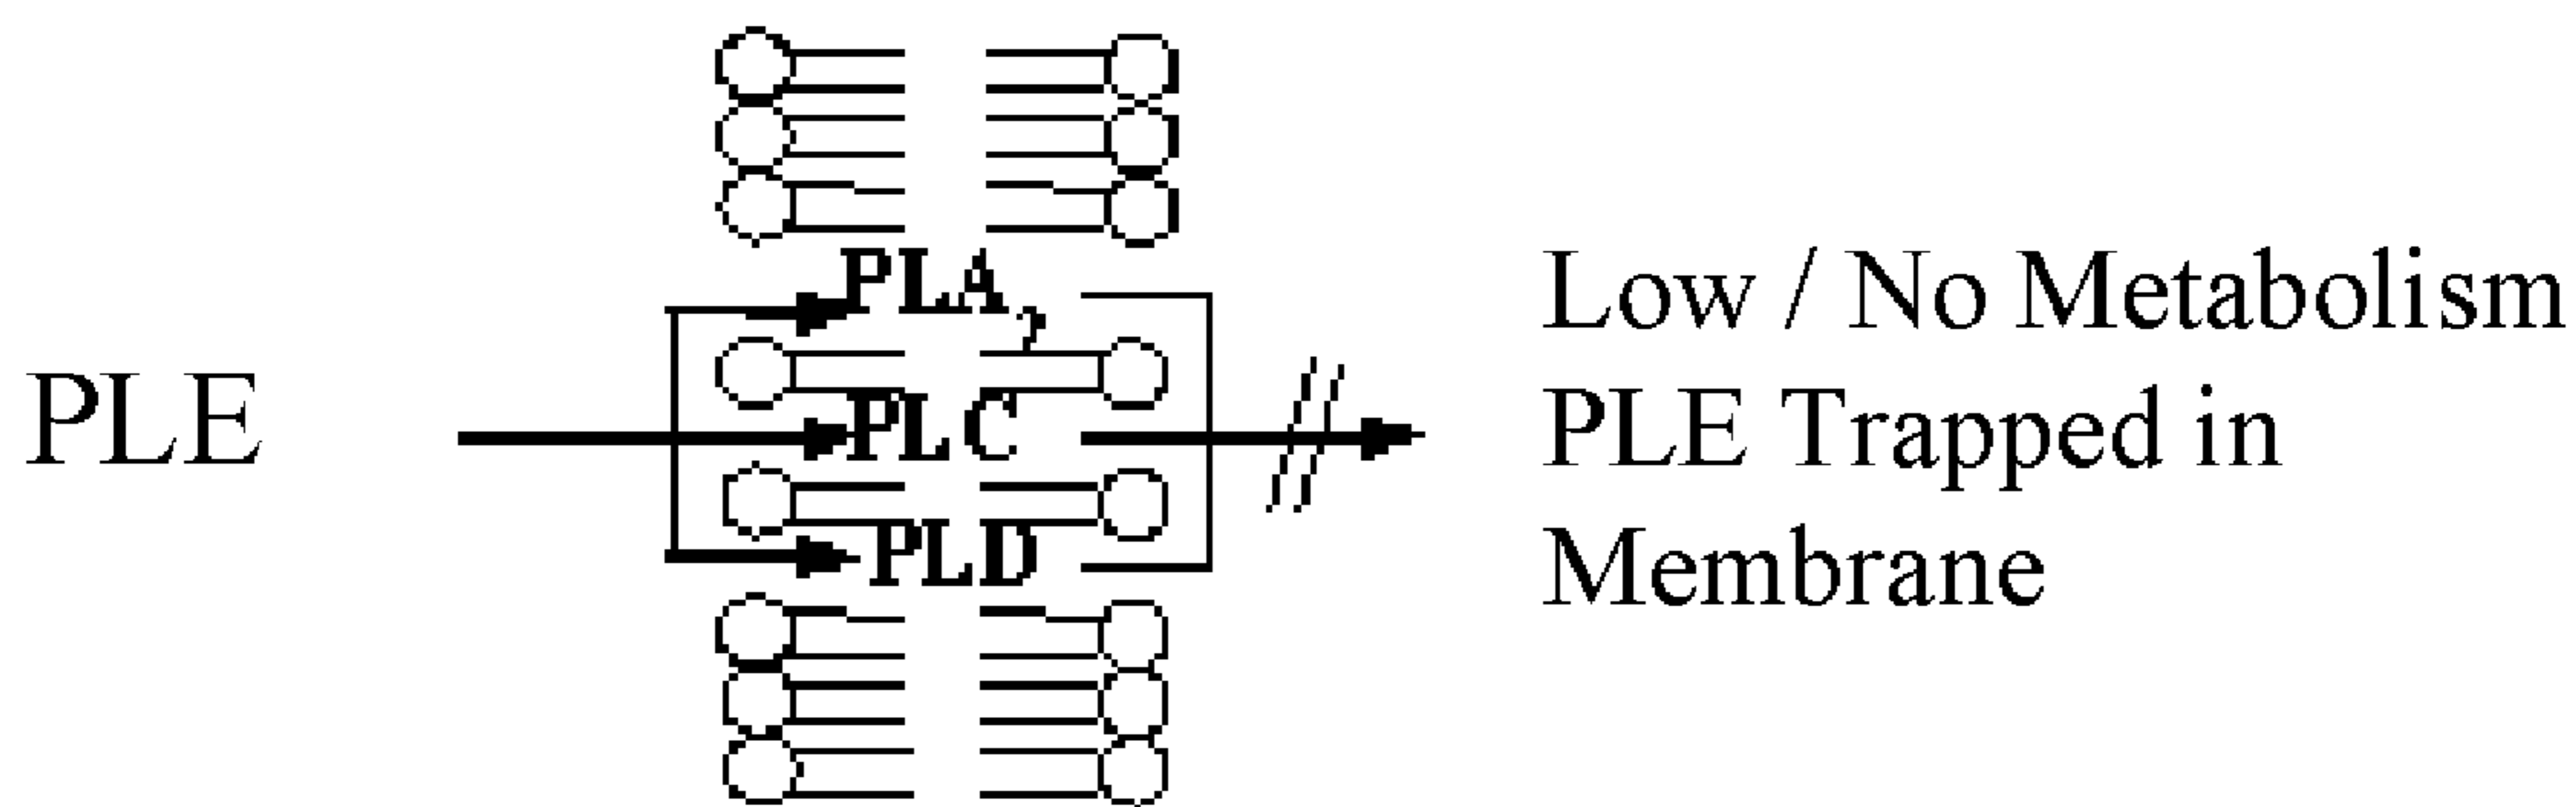 PLE
PLA2
PLC
PLD
Low / No Metabolism
PLE Trapped in
Membrane